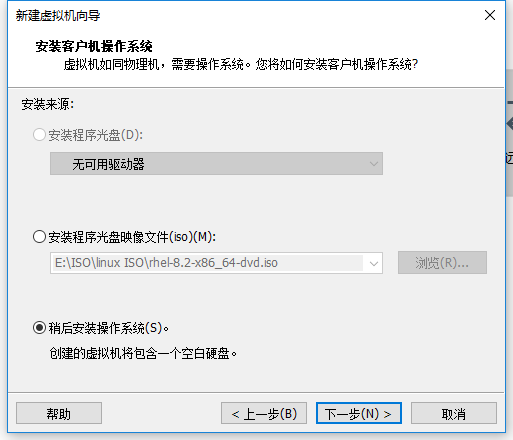 新建虚拟机向导
安装客户机操作系统
虚拟机如同物理机，需要操作系统。您将如何安装客户机操作系统?
安装来源:
安装程序光盘(D):
无可用驱动器
安装程序光盘映像文件(iso)(M):
E:\ISO\linux ISO\rhel-8.2-x86_64-dvd.iso
浏览(R)...
稍后安装操作系统(S)。
创建的虚拟机将包含一个空白硬盘。
帮助
< 上一步(B)
下一步(N) >
取消